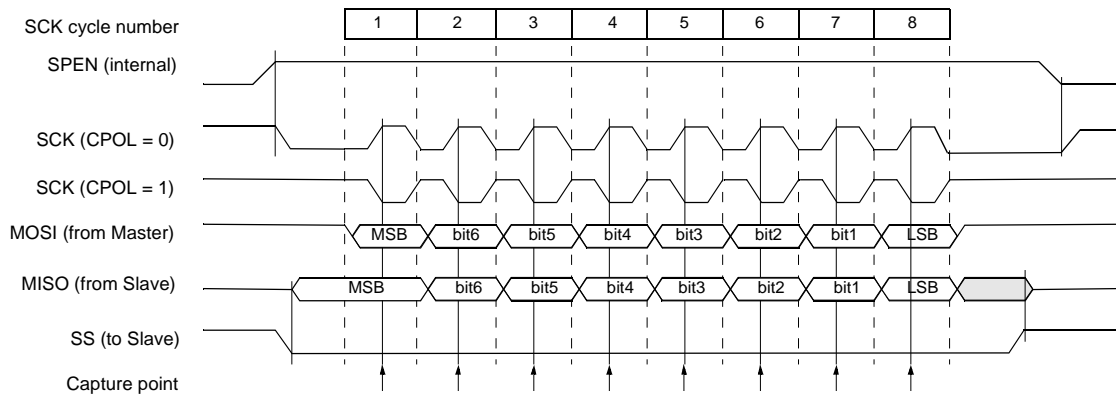 SCK cycle number 1 2 3 4 5 6 7 8
SPEN (internal)
SCK (CPOL = 0)
SCK (CPOL = 1)
MOSI (from Master) MSB bit6 bit5 bit4 bit3 bit2 bit1 LSB
MISO (from Slave) MSB bit6 bit5 bit4 bit3 bit2 bit1 LSB
SS (to Slave)
Capture point